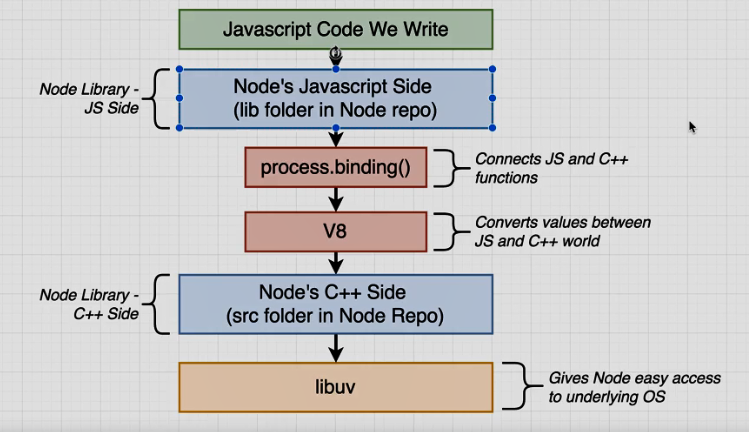 Javascript Code We Write
Node Library -
JS Side
Node's Javascript Side
(lib folder in Node repo)
process.binding()
Connects JS and C++
functions
V8
Converts values between
JS and C++ world
Node Library -
C++ Side
Node's C++ Side
(src folder in Node Repo)
libuv
Gives Node easy access
to underlying OS